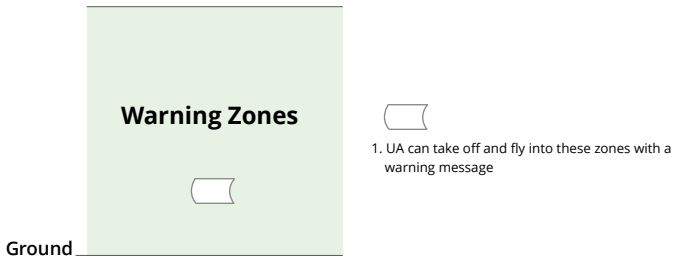 Warning Zones
1. UA can take off and fly into these zones with a
warning message
Ground